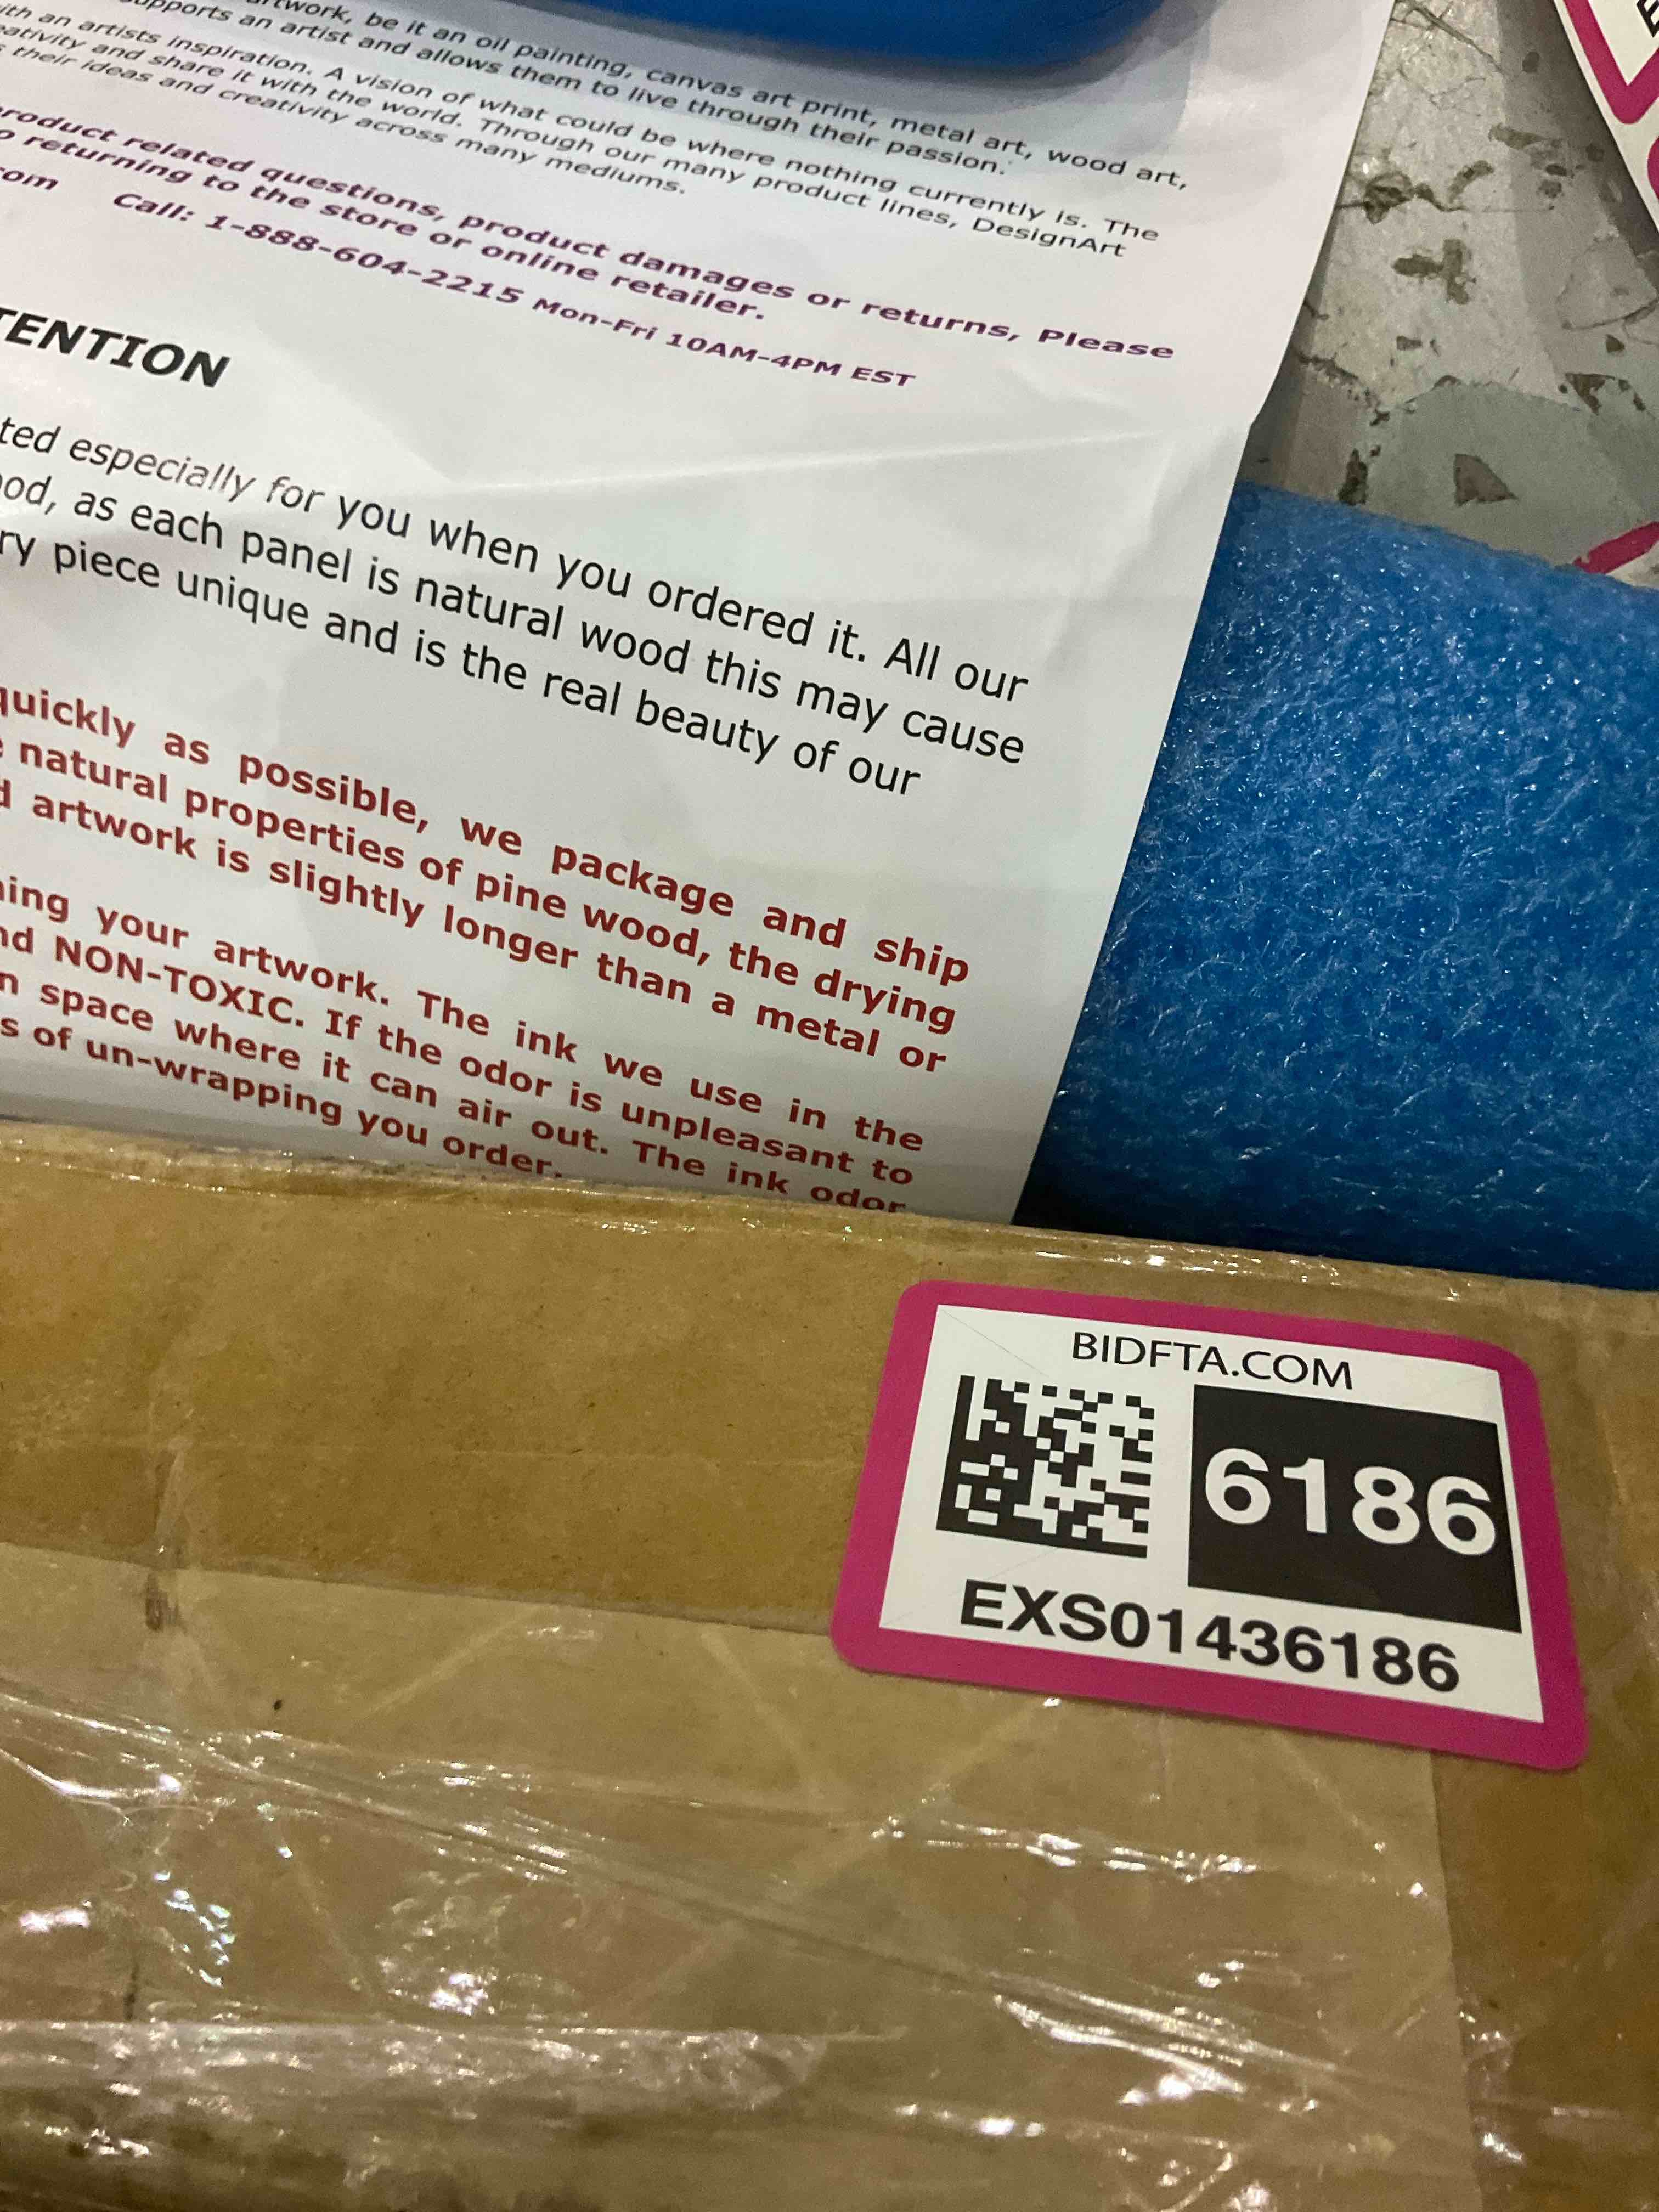 artwork, be it an oil painting, canvas art print, metal art, wood art,
supports an artist and allows them to live through their passion.
with an artists inspiration. A vision of what could be where nothing currently is. The
creativity and share it with the world. Through our many product lines, DesignArt
their ideas and creativity across many mediums.
product related questions, product damages or returns, Please
returning to the store or online retailer.
com Call: 1-888-604-2215 Mon-Fri 10AM-4PM EST
TENTION
ted especially for you when you ordered it. All our
ood, as each panel is natural wood this may cause
ry piece unique and is the real beauty of our
quickly as possible, we package and ship
natural properties of pine wood, the drying
d artwork is slightly longer than a metal or
ning your artwork. The ink we use in the
nd NON-TOXIC. If the odor is unpleasant to
n space where it can air out. The ink odor
s of un-wrapping you order.
BIDFTA.COM
6186
EXS01436186